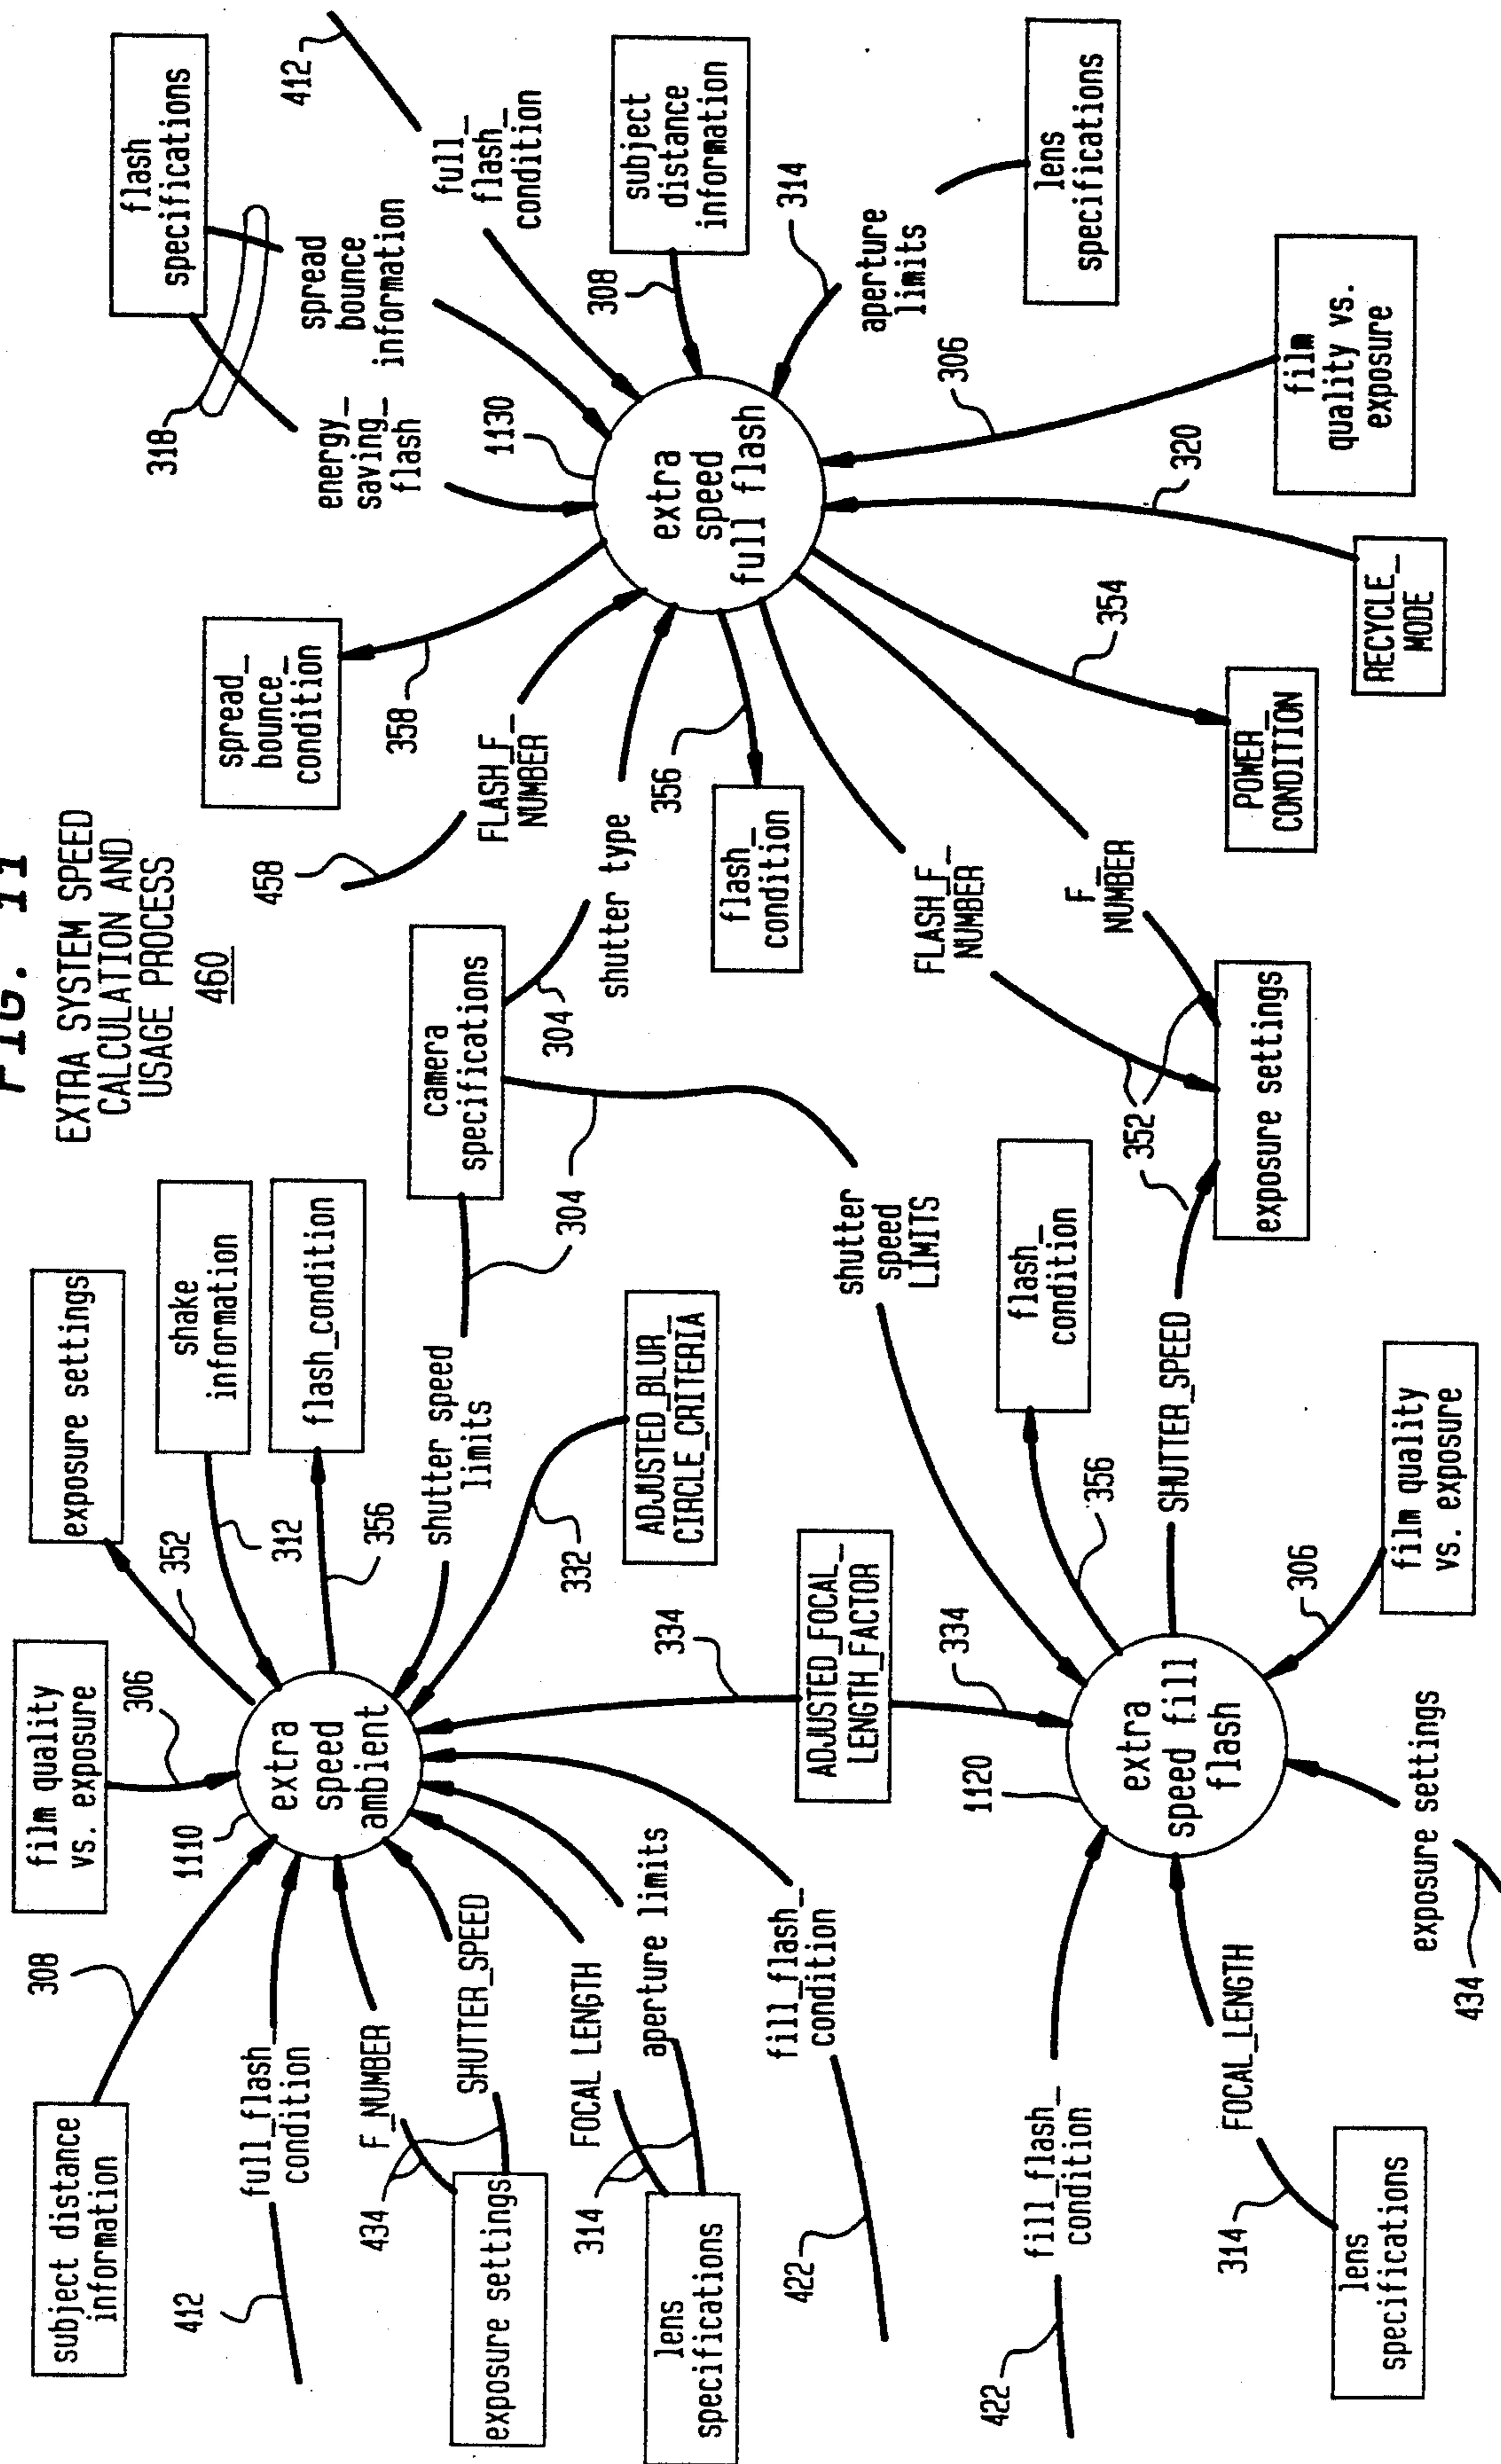 FIG. 11
EXTRA SYSTEM SPEED
CALCULATION AND
USAGE PROCESS
460
subject distance
information
308
film quality
vs. exposure
306
1110
352
exposure settings
312
shake
information
356
flash_condition
extra
speed
ambient
412
full_flash_
condition
434
F_NUMBER
SHUTTER_SPEED
exposure settings
314
FOCAL LENGTH
aperture limits
lens
specifications
422
fill_flash_
condition
shutter speed
limits
304
332
ADJUSTED_BLUR_
CIRCLE_CRITERIA
camera
specifications
304
304
shutter type
334
ADJUSTED_FOCAL_
LENGTH_FACTOR
334
shutter
speed
LIMITS
1120
extra
speed fill
flash
422
fill_flash_
condition
314
FOCAL_LENGTH
lens
specifications
434
exposure settings
306
film quality
vs. exposure
356
flash_
condition
SHUTTER_SPEED
352
exposure settings
458
FLASH_F_
NUMBER
358
spread_
bounce_
condition
318
flash
specifications
energy_
saving_
flash
spread
bounce
information
412
full_
flash_
condition
1130
extra
speed
full flash
308
subject
distance
information
314
aperture
limits
lens
specifications
356
flash_
condition
FLASH_F_
NUMBER
F_
NUMBER
354
POWER_
CONDITION
320
RECYCLE_
MODE
306
film
quality vs.
exposure